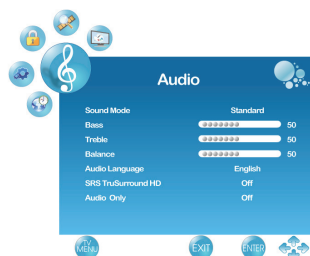 Audio
Sound Mode Standard
Bass 50
Treble 50
Balance 50
Audio Language English
SRS TruSurround HD Off
Audio Only Off
TV MENU EXIT ENTER